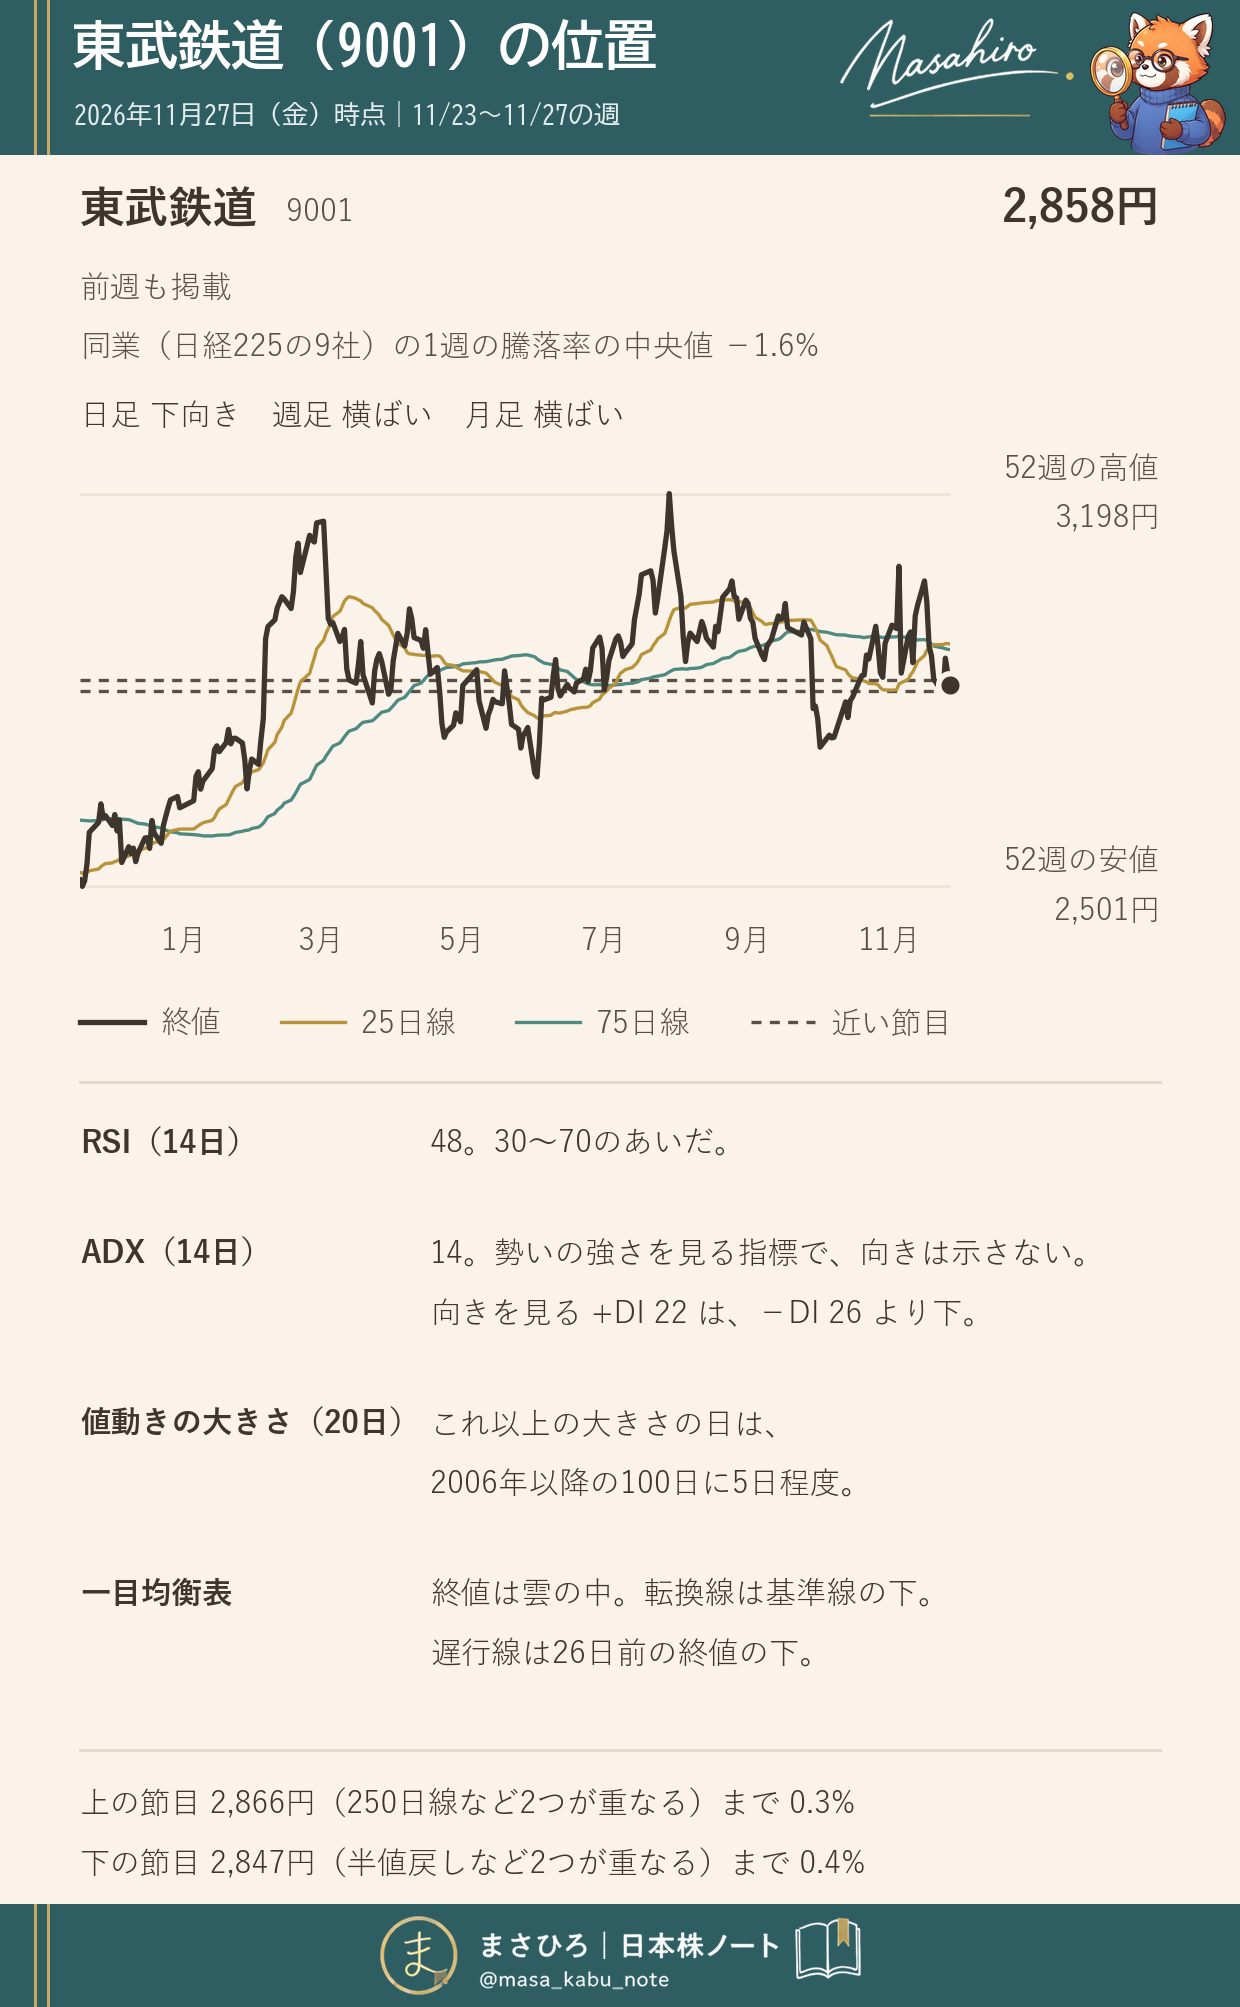 東武鉄道（9001）の位置
2026年11月27日（金）時点｜11/23〜11/27の週
Masahiro
東武鉄道 9001
2,858円
前週も掲載
同業（日経225の9社）の1週の騰落率の中央値 －1.6%
日足 下向き 週足 横ばい 月足 横ばい
52週の高値
3,198円
52週の安値
2,501円
1月 3月 5月 7月 9月 11月
終値 25日線 75日線 近い節目
RSI（14日） 48。30〜70のあいだ。
ADX（14日） 14。勢いの強さを見る指標で、向きは示さない。
向きを見る +DI 22 は、－DI 26 より下。
値動きの大きさ（20日） これ以上の大きさの日は、
2006年以降の100日に5日程度。
一目均衡表 終値は雲の中。転換線は基準線の下。
遅行線は26日前の終値の下。
上の節目 2,866円（250日線など2つが重なる）まで 0.3%
下の節目 2,847円（半値戻しなど2つが重なる）まで 0.4%
ま
まさひろ｜日本株ノート
@masa_kabu_note